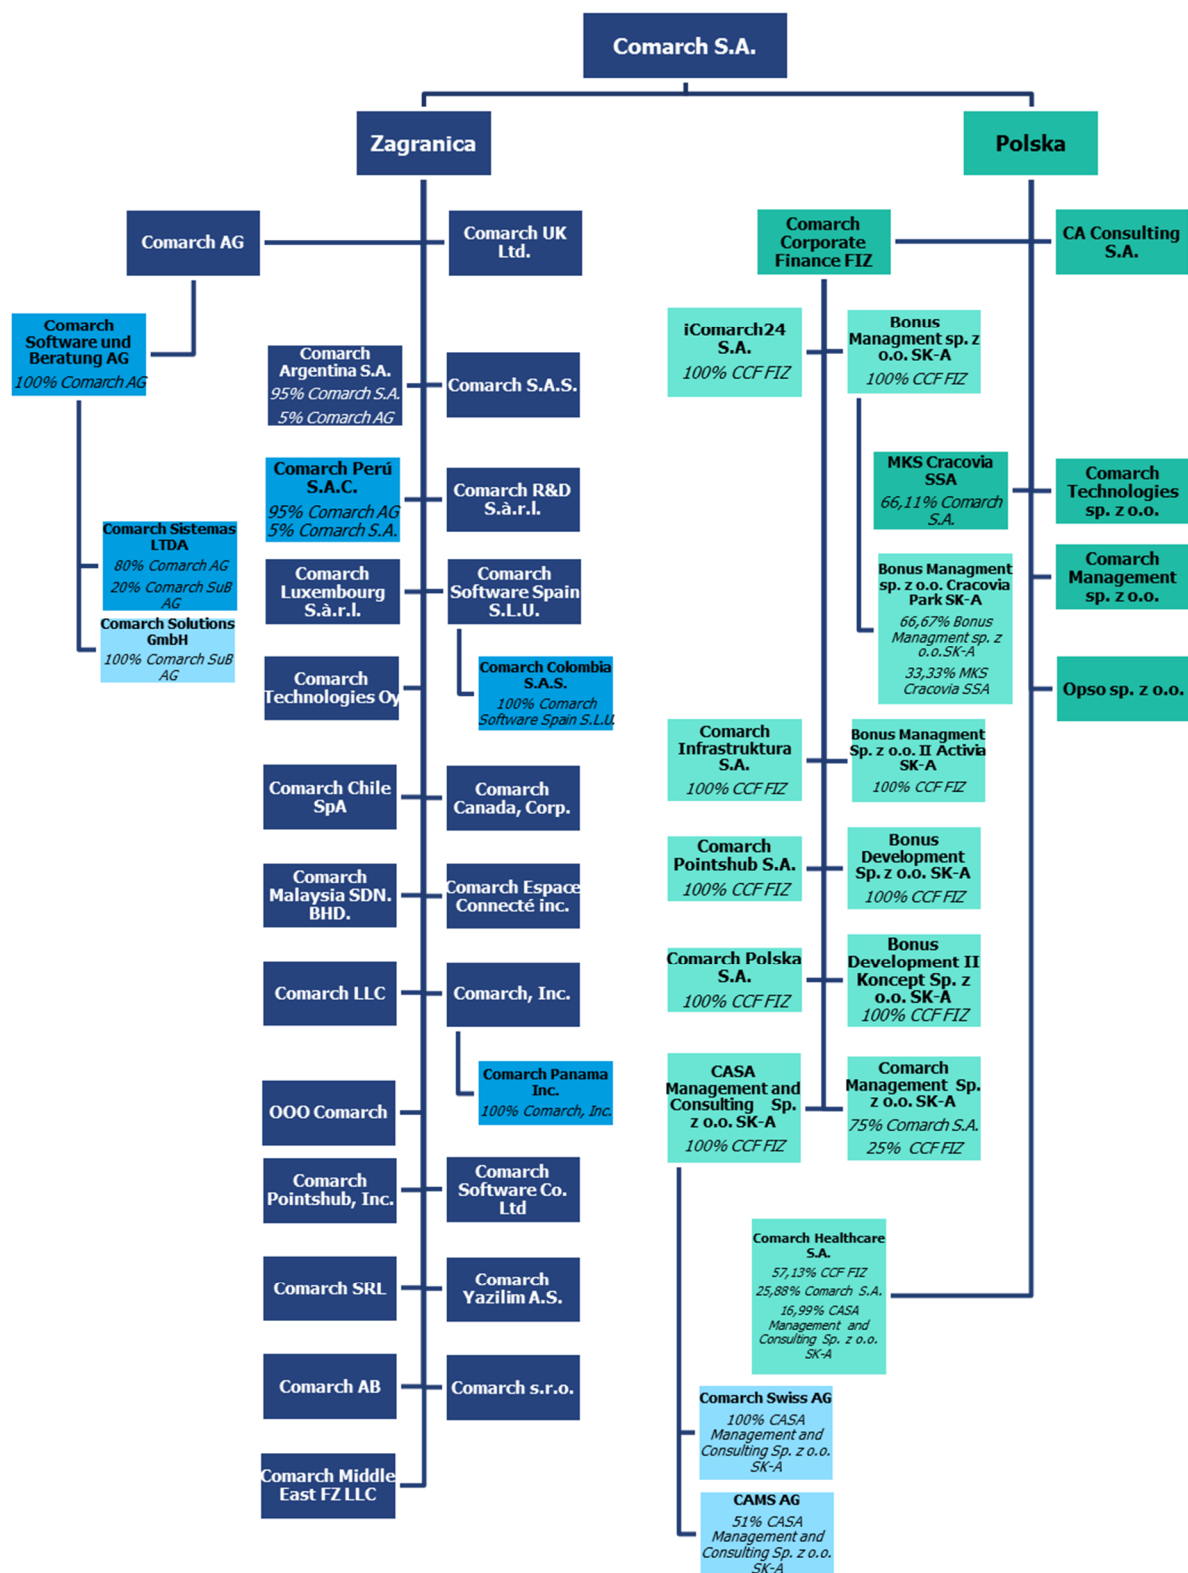 Comarch S.A.
Zagranica
Polska
Comarch AG
Comarch UK
Ltd.
Comarch
Corporate
Finance FIZ
CA Consulting
S.A.
Comarch
Software und
Beratung AG
100% Comarch AG
Comarch
Argentina S.A.
95% Comarch S.A.
5% Comarch AG
Comarch S.A.S.
iComarch24
S.A.
100% CCF FIZ
Bonus
Managment sp. z
o.o. SK-A
100% CCF FIZ
Comarch Perú
S.A.C.
95% Comarch AG
5% Comarch S.A.
Comarch R&D
S.à.r.l.
MKS Cracovia
SSA
66,11% Comarch
S.A.
Comarch
Technologies
sp. z o.o.
Comarch Sistemas
LTDA
80% Comarch AG
20% Comarch SuB
AG
Comarch
Luxembourg
S.à.r.l.
Comarch
Software Spain
S.L.U.
Bonus Managment
sp. z o.o. Cracovia
Park SK-A
66,67% Bonus
Managment sp. z
o.o.SK-A
33,33% MKS
Cracovia SSA
Comarch
Management
sp. z o.o.
Comarch Solutions
GmbH
100% Comarch SuB
AG
Comarch
Technologies Oy
Comarch Colombia
S.A.S.
100% Comarch
Software Spain S.L.U.
Opso sp. z o.o.
Comarch
Infrastruktura
S.A.
100% CCF FIZ
Bonus Managment
Sp. z o.o. II Activia
SK-A
100% CCF FIZ
Comarch Chile
SpA
Comarch
Canada, Corp.
Comarch
Pointshub S.A.
100% CCF FIZ
Bonus
Development
Sp. z o.o. SK-A
100% CCF FIZ
Comarch
Malaysia SDN.
BHD.
Comarch Espace
Connecté inc.
Comarch Polska
S.A.
100% CCF FIZ
Bonus
Development II
Koncept Sp. z
o.o. SK-A
100% CCF FIZ
Comarch LLC
Comarch, Inc.
Comarch Panama
Inc.
100% Comarch, Inc.
CASA
Management and
Consulting Sp.
z o.o. SK-A
100% CCF FIZ
Comarch
Management Sp.
z o.o. SK-A
75% Comarch S.A.
25% CCF FIZ
OOO Comarch
Comarch
Pointshub, Inc.
Comarch
Software Co.
Ltd
Comarch Healthcare
S.A.
57,13% CCF FIZ
25,88% Comarch S.A.
16,99% CASA
Management and
Consulting Sp. z o.o.
SK-A
Comarch SRL
Comarch
Yazilim A.S.
Comarch AB
Comarch s.r.o.
Comarch Swiss AG
100% CASA
Management and
Consulting Sp. z o.o.
SK-A
Comarch Middle
East FZ LLC
CAMS AG
51% CASA
Management and
Consulting Sp. z o.o.
SK-A